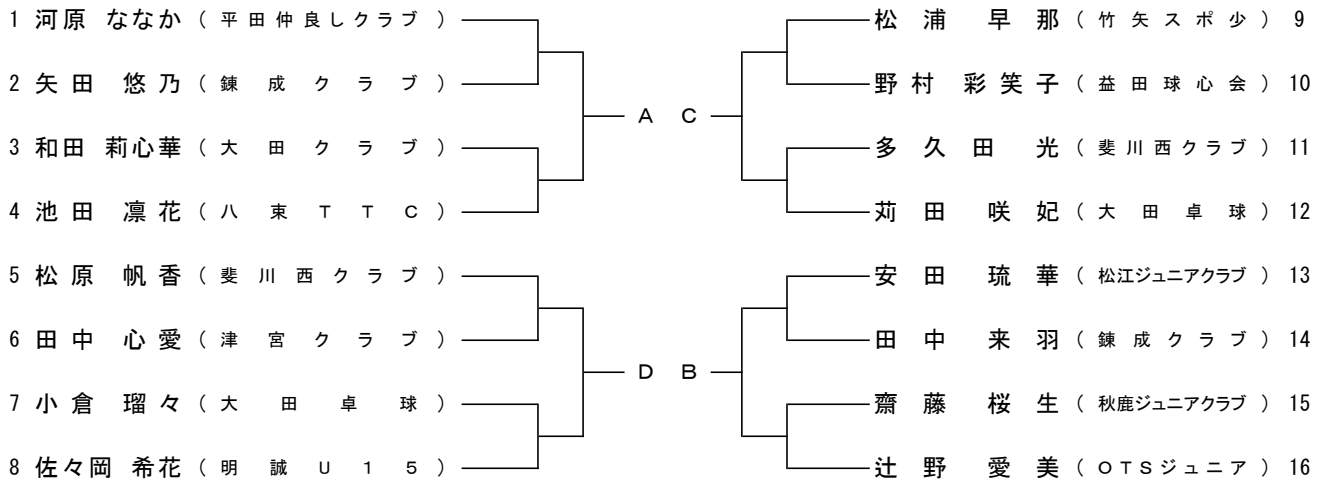 1 河原 ななか ( 平田仲良しクラブ )
2 矢田 悠乃 ( 錬成クラブ )
3 和田 莉心華 ( 大田クラブ )
4 池田 凛花 ( 八束TTC )
A
5 松原 帆香 ( 斐川西クラブ )
6 田中 心愛 ( 津宮クラブ )
7 小倉 瑠々 ( 大田卓球 )
8 佐々岡 希花 ( 明誠U15 )
D
松浦 早那 ( 竹矢スポ少 ) 9
野村 彩笑子 ( 益田球心会 ) 10
多久田 光 ( 斐川西クラブ ) 11
苅田 咲妃 ( 大田卓球 ) 12
C
安田 琉華 ( 松江ジュニアクラブ ) 13
田中 来羽 ( 錬成クラブ ) 14
齋藤 桜生 ( 秋鹿ジュニアクラブ ) 15
辻野 愛美 ( OTSジュニア ) 16
B